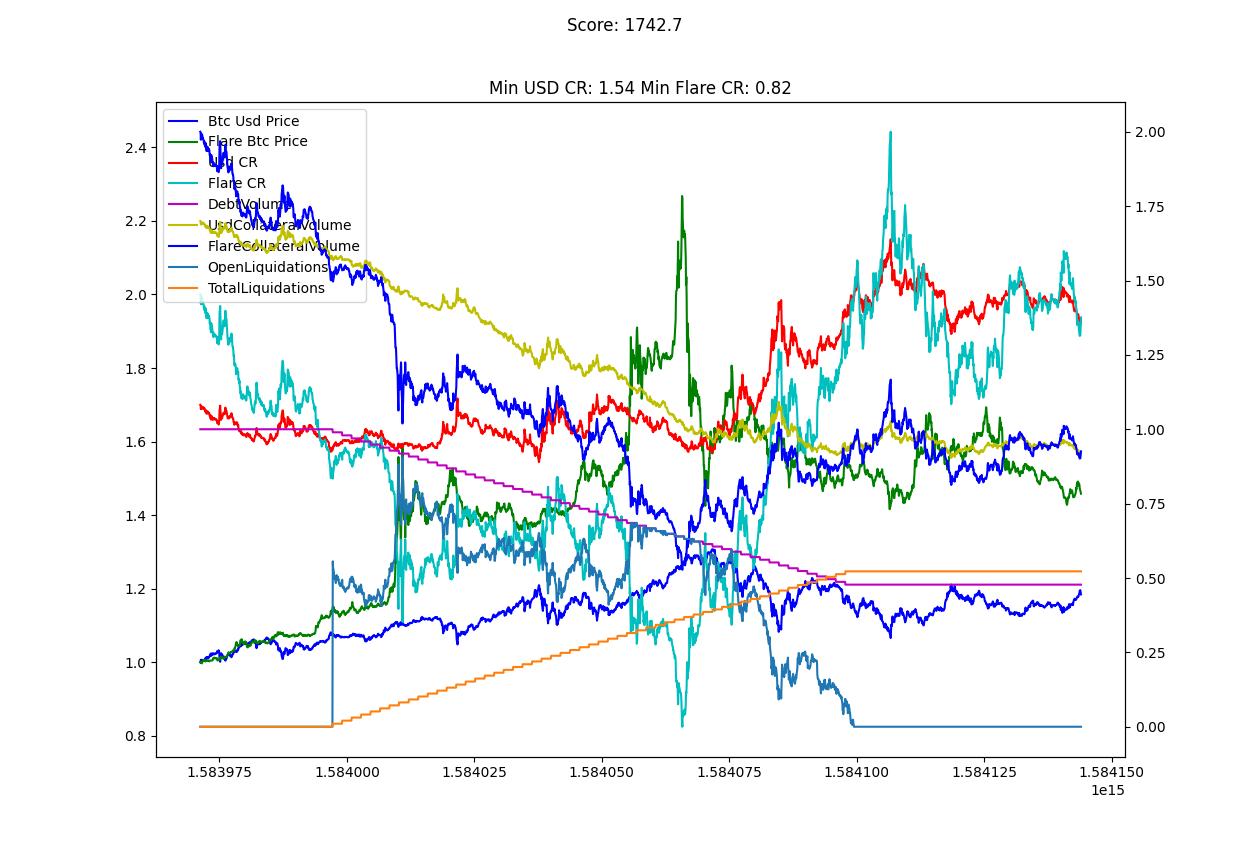 Score: 1742.7
Min USD CR: 1.54 Min Flare CR: 0.82
Btc Usd Price
Flare Btc Price
Usd CR
Flare CR
DebtVolume
UsdCollateralVolume
FlareCollateralVolume
OpenLiquidations
TotalLiquidations
2.4
2.2
2.0
1.8
1.6
1.4
1.2
1.0
0.8
2.00
1.75
1.50
1.25
1.00
0.75
0.50
0.25
0.00
1.583975 1.584000 1.584025 1.584050 1.584075 1.584100 1.584125 1.584150
1e15